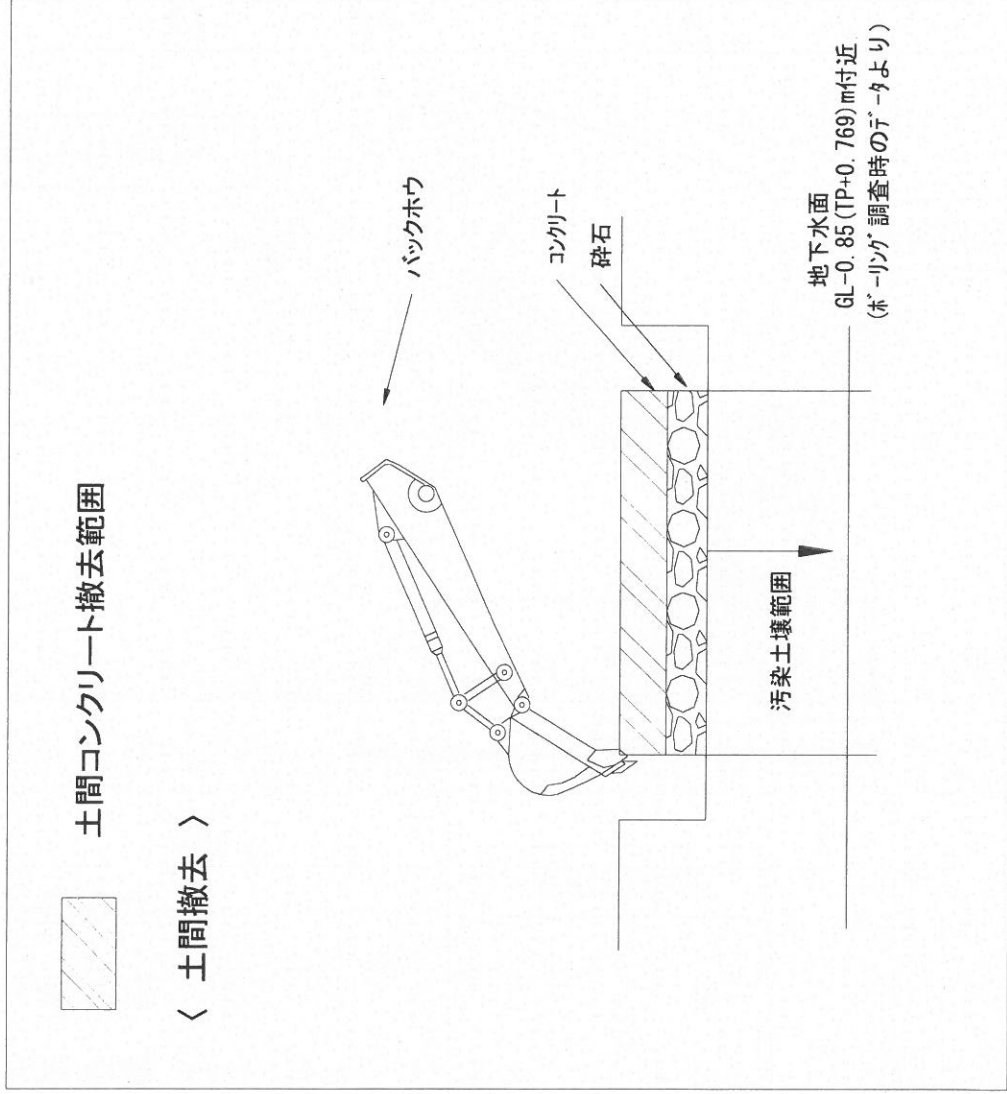 土間コンクリート撤去範囲
〈 土間撤去 〉
バックホウ
コンクリート
砕石
汚染土壌範囲
地下水面
GL-0.85(TP+0.769)m付近
(ボーリング調査時のデータより)